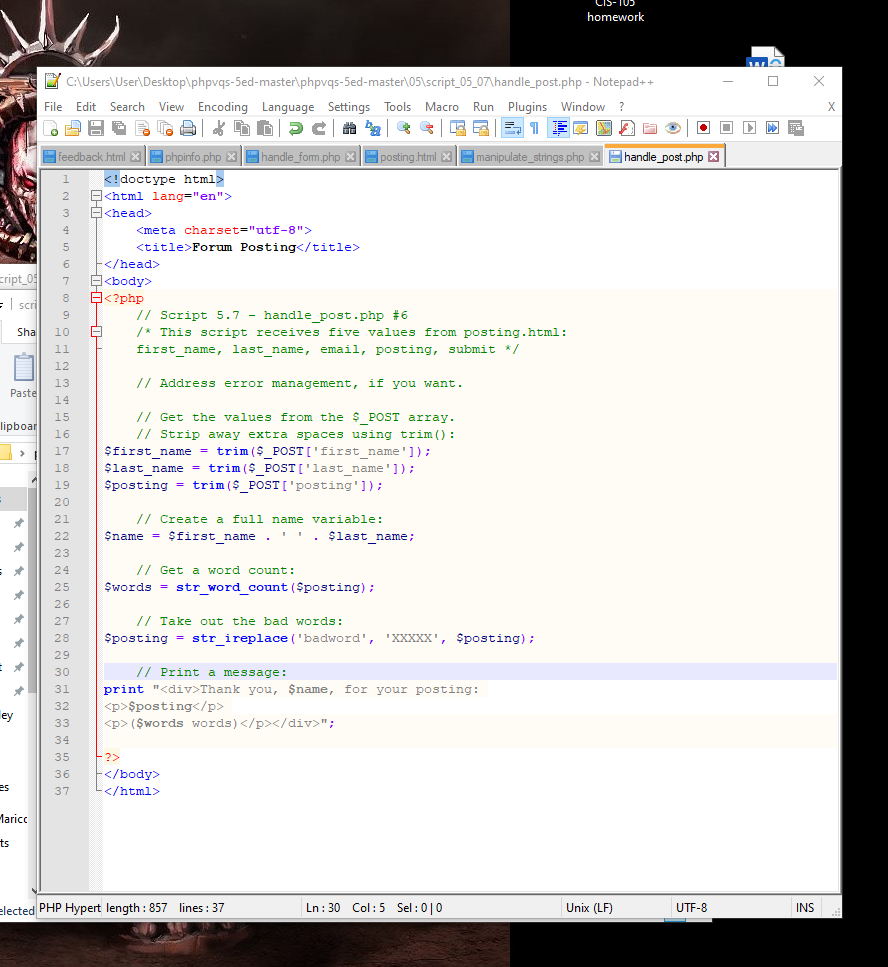 CIS-105
homework
C:\Users\User\Desktop\phpvqs-5ed-master\phpvqs-5ed-master\05\script_05_07\handle_post.php - Notepad++
File Edit Search View Encoding Language Settings Tools Macro Run Plugins Window ? X
feedback.html phpinfo.php handle_form.php posting.html manipulate_strings.php handle_post.php
1 <!doctype html>
2 <html lang="en">
3 <head>
4 <meta charset="utf-8">
5 <title>Forum Posting</title>
6 </head>
7 <body>
8 <?php
9 // Script 5.7 - handle_post.php #6
10 /* This script receives five values from posting.html:
11 first_name, last_name, email, posting, submit */
12
13 // Address error management, if you want.
14
15 // Get the values from the $_POST array.
16 // Strip away extra spaces using trim():
17 $first_name = trim($_POST['first_name']);
18 $last_name = trim($_POST['last_name']);
19 $posting = trim($_POST['posting']);
20
21 // Create a full name variable:
22 $name = $first_name . ' ' . $last_name;
23
24 // Get a word count:
25 $words = str_word_count($posting);
26
27 // Take out the bad words:
28 $posting = str_ireplace('badword', 'XXXXX', $posting);
29
30 // Print a message:
31 print "<div>Thank you, $name, for your posting:
32 <p>$posting</p>
33 <p>($words words)</p></div>";
34
35 ?>
36 </body>
37 </html>
PHP Hypert length : 857 lines : 37 Ln : 30 Col : 5 Sel : 0 | 0 Unix (LF) UTF-8 INS
cript_05
scri
Sha
Paste
lipboar
ley
es
Maricc
ts
elected